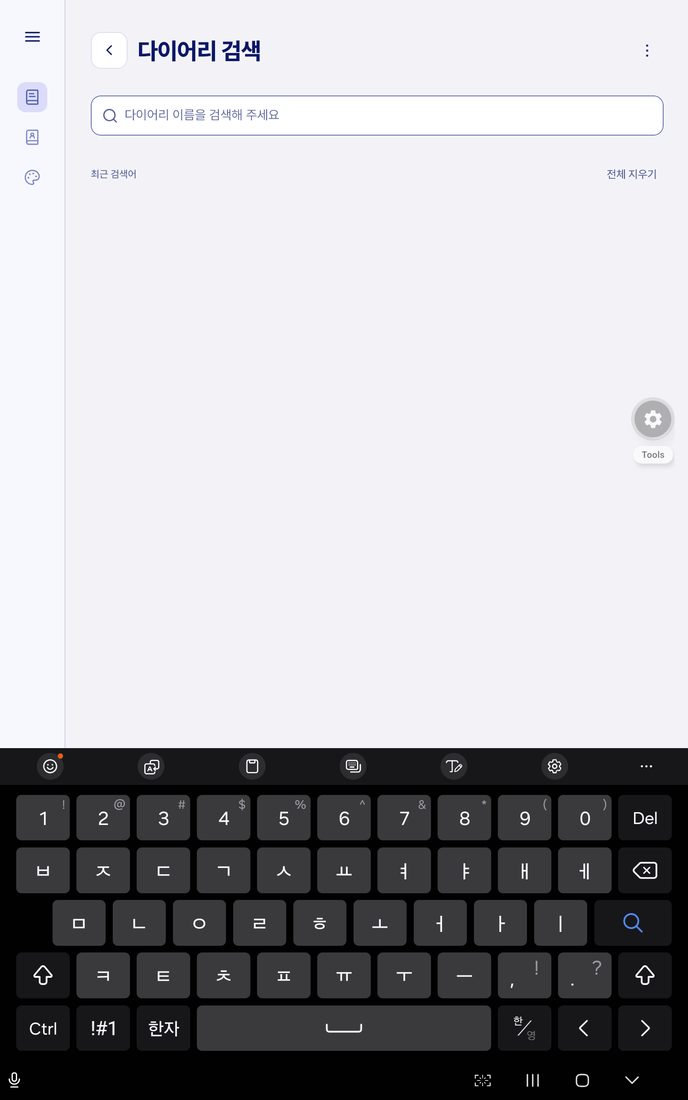 다이어리 검색
다이어리 이름을 검색해 주세요
최근 검색어 전체 지우기
Tools
1 ! 2 @ 3 # 4 $ 5 % 6 ^ 7 & 8 * 9 ( 0 ) Del
ㅂ ㅈ ㄷ ㄱ ㅅ ㅛ ㅕ ㅑ ㅐ ㅔ
ㅁ ㄴ ㅇ ㄹ ㅎ ㅗ ㅓ ㅏ ㅣ
ㅋ ㅌ ㅊ ㅍ ㅠ ㅜ ㅡ , ! . ?
Ctrl !#1 한자 한/영